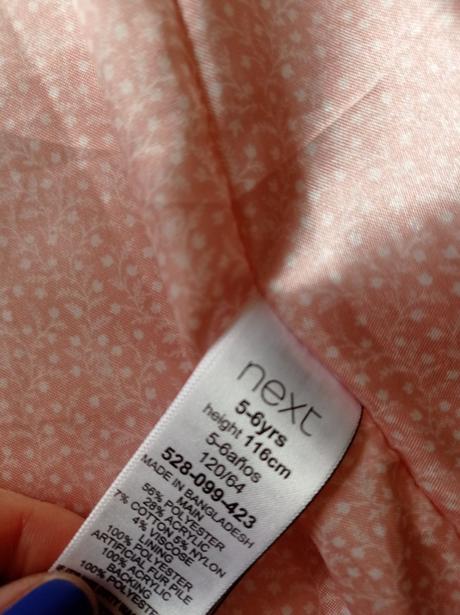 next
5-6yrs
height 116cm
5-6años
120/64
528-099-423
MADE IN BANGLADESH
MAIN
56% POLYESTER
28% ACRYLIC
7% COTTON 5% NYLON
4% VISCOSE
LINING
100% POLYESTER
ARTIFICIAL FUR PILE
100% ACRYLIC
BACKING
100% POLYESTER